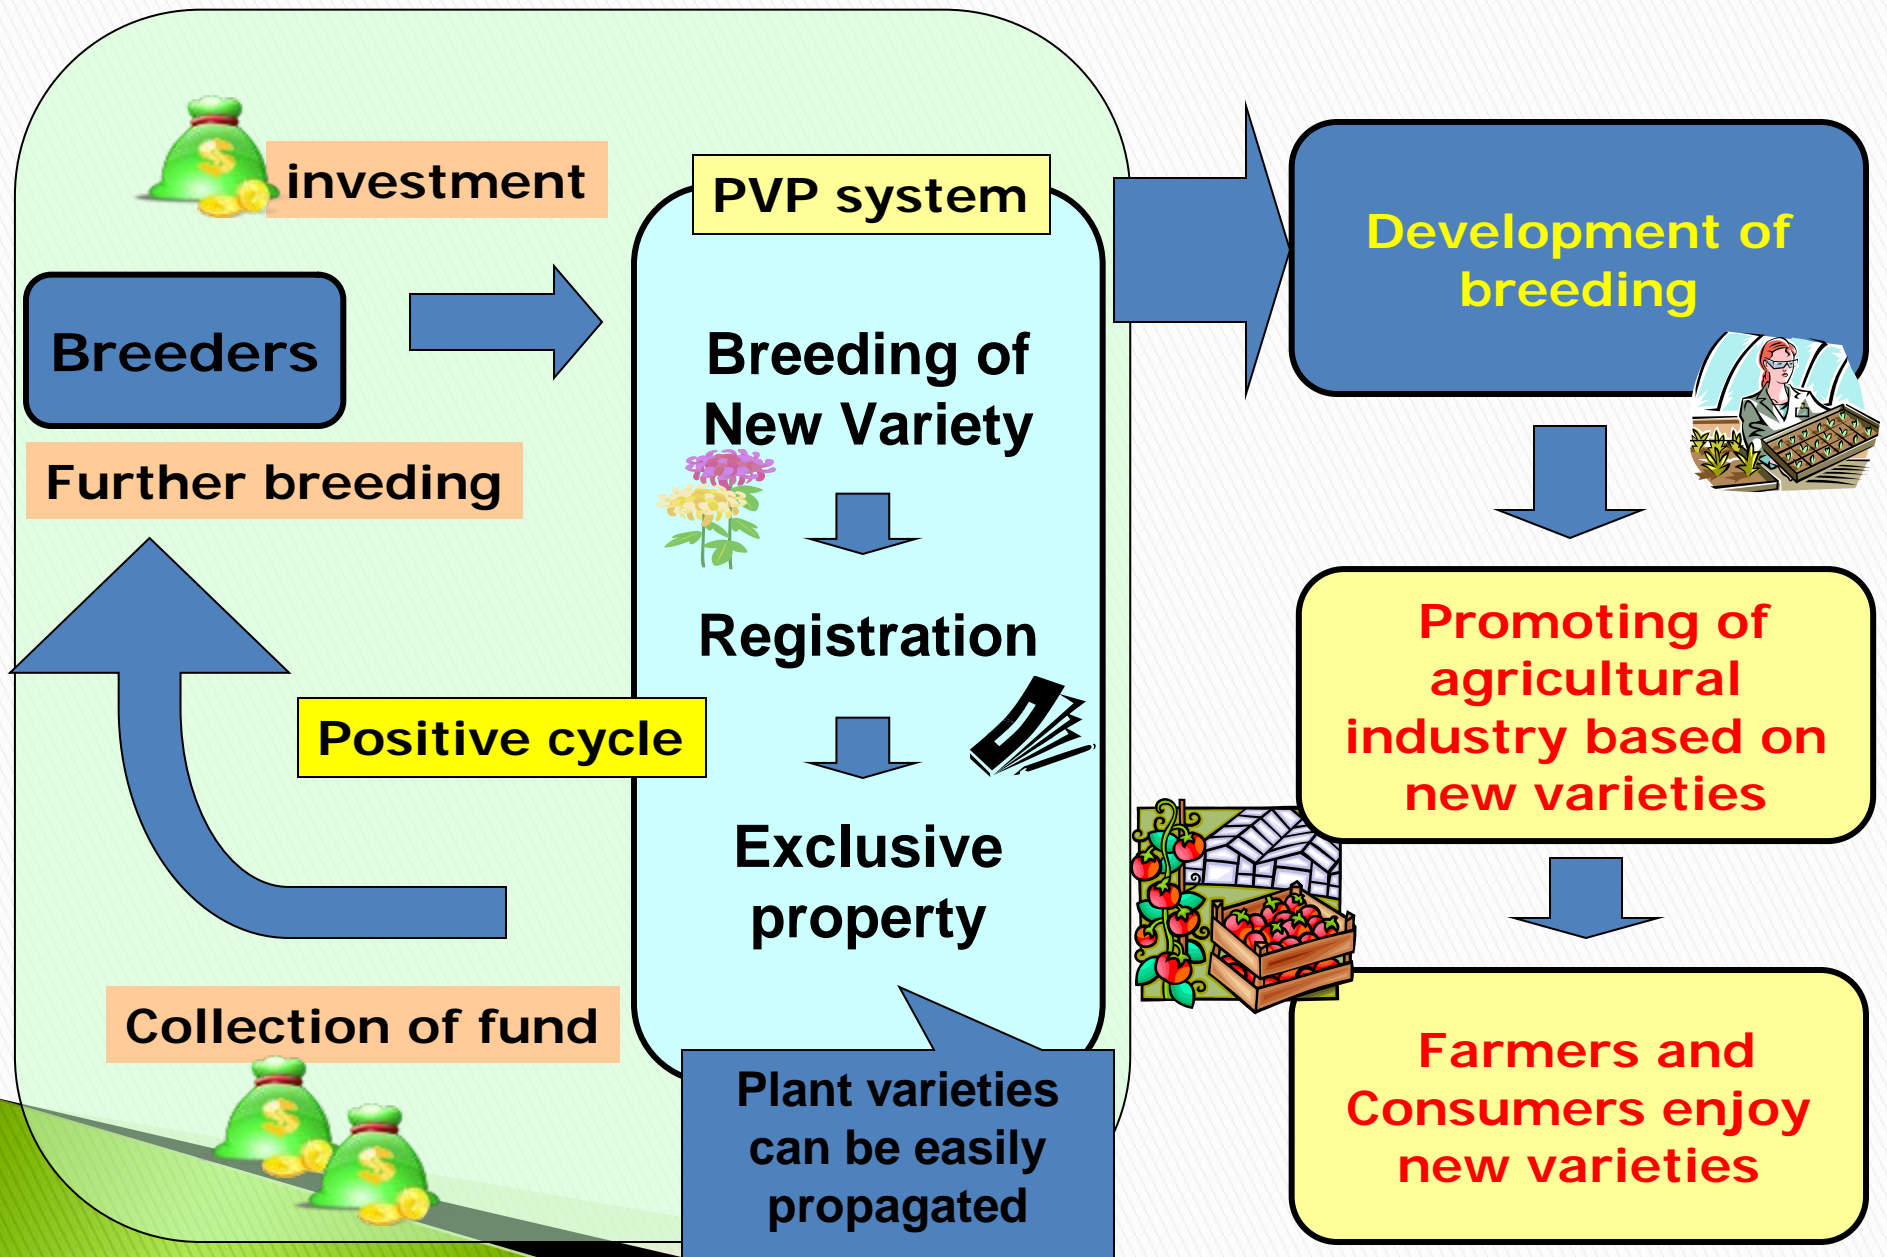 investment
PVP system
Breeders
Further breeding
Breeding of
New Variety
Registration
Positive cycle
Exclusive
property
Collection of fund
Plant varieties
can be easily
propagated
Development of
breeding
Promoting of
agricultural
industry based on
new varieties
Farmers and
Consumers enjoy
new varieties